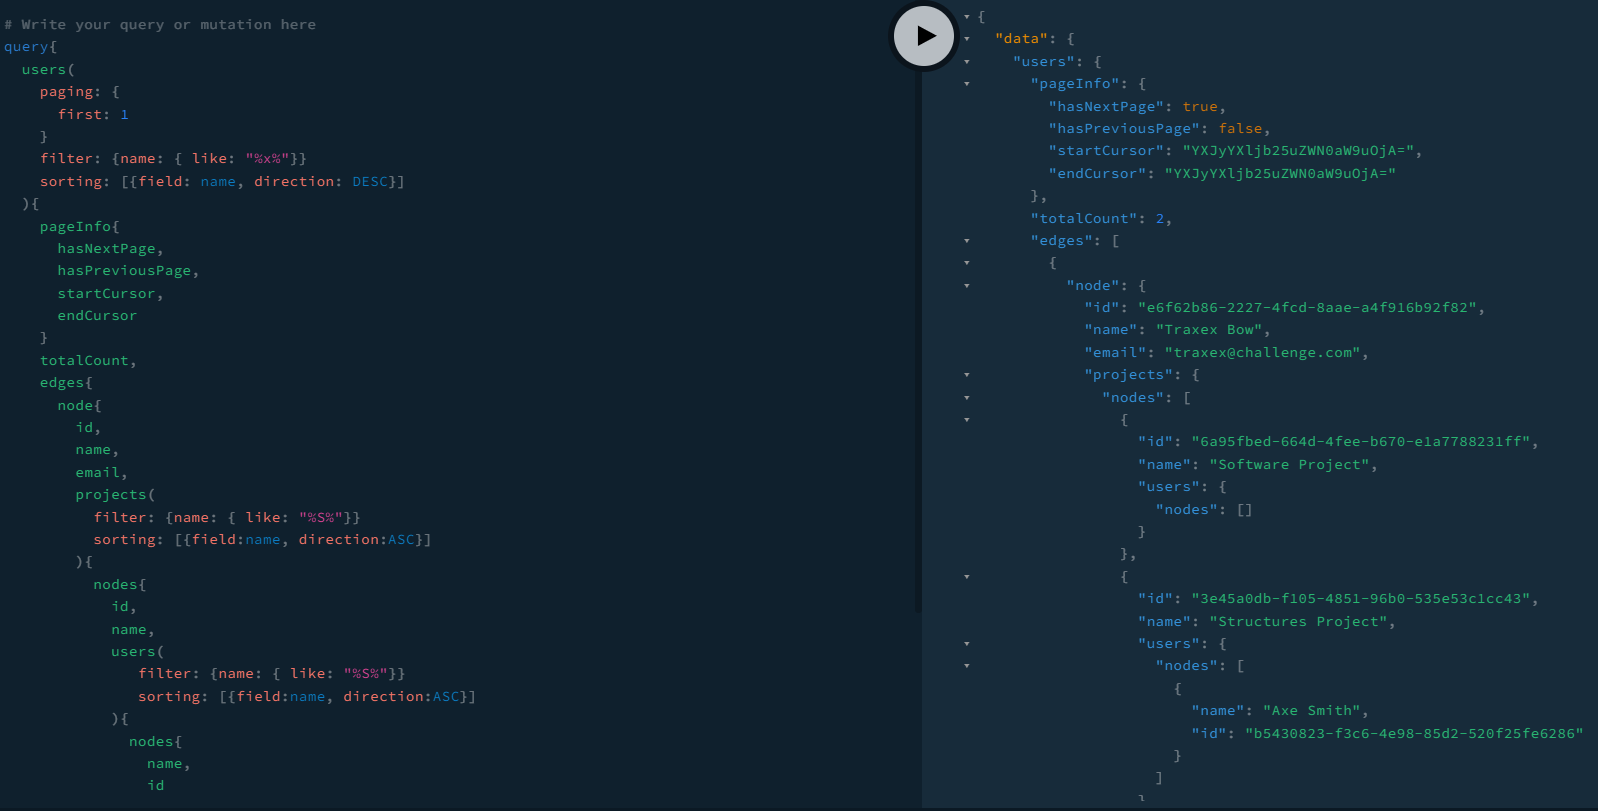 # Write your query or mutation here
query{
users(
paging: {
first: 1
}
filter: {name: { like: "%x%"}}
sorting: [{field: name, direction: DESC}]
){
pageInfo{
hasNextPage,
hasPreviousPage,
startCursor,
endCursor
}
totalCount,
edges{
node{
id,
name,
email,
projects(
filter: {name: { like: "%S%"}}
sorting: [{field:name, direction:ASC}]
){
nodes{
id,
name,
users(
filter: {name: { like: "%S%"}}
sorting: [{field:name, direction:ASC}]
){
nodes{
name,
id
{
"data": {
"users": {
"pageInfo": {
"hasNextPage": true,
"hasPreviousPage": false,
"startCursor": "YXJyYXljb25uZWN0aW9uOjA=",
"endCursor": "YXJyYXljb25uZWN0aW9uOjA="
},
"totalCount": 2,
"edges": [
{
"node": {
"id": "e6f62b86-2227-4fcd-8aae-a4f916b92f82",
"name": "Traxex Bow",
"email": "traxex@challenge.com",
"projects": {
"nodes": [
{
"id": "6a95fbed-664d-4fee-b670-e1a7788231ff",
"name": "Software Project",
"users": {
"nodes": []
}
},
{
"id": "3e45a0db-f105-4851-96b0-535e53c1cc43",
"name": "Structures Project",
"users": {
"nodes": [
{
"name": "Axe Smith",
"id": "b5430823-f3c6-4e98-85d2-520f25fe6286"
}
]
}